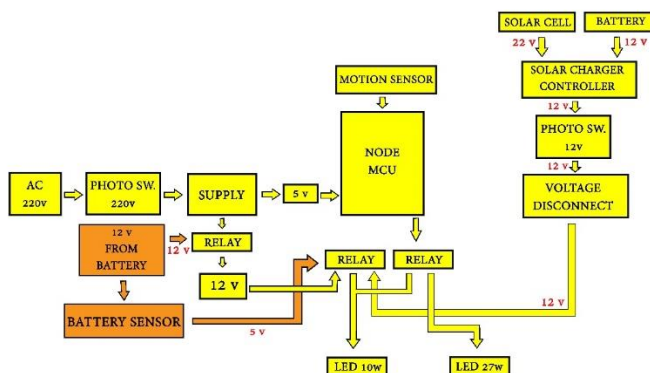 SOLAR CELL
BATTERY
22 V
12 V
SOLAR CHARGER
CONTROLLER
12 V
PHOTO SW.
12V
12 V
VOLTAGE
DISCONNECT
12 V
MOTION SENSOR
NODE
MCU
AC
220V
PHOTO SW.
220V
SUPPLY
5 V
12 V
FROM
BATTERY
12 V
RELAY
12 V
RELAY
RELAY
BATTERY SENSOR
5 V
LED 10W
LED 27W